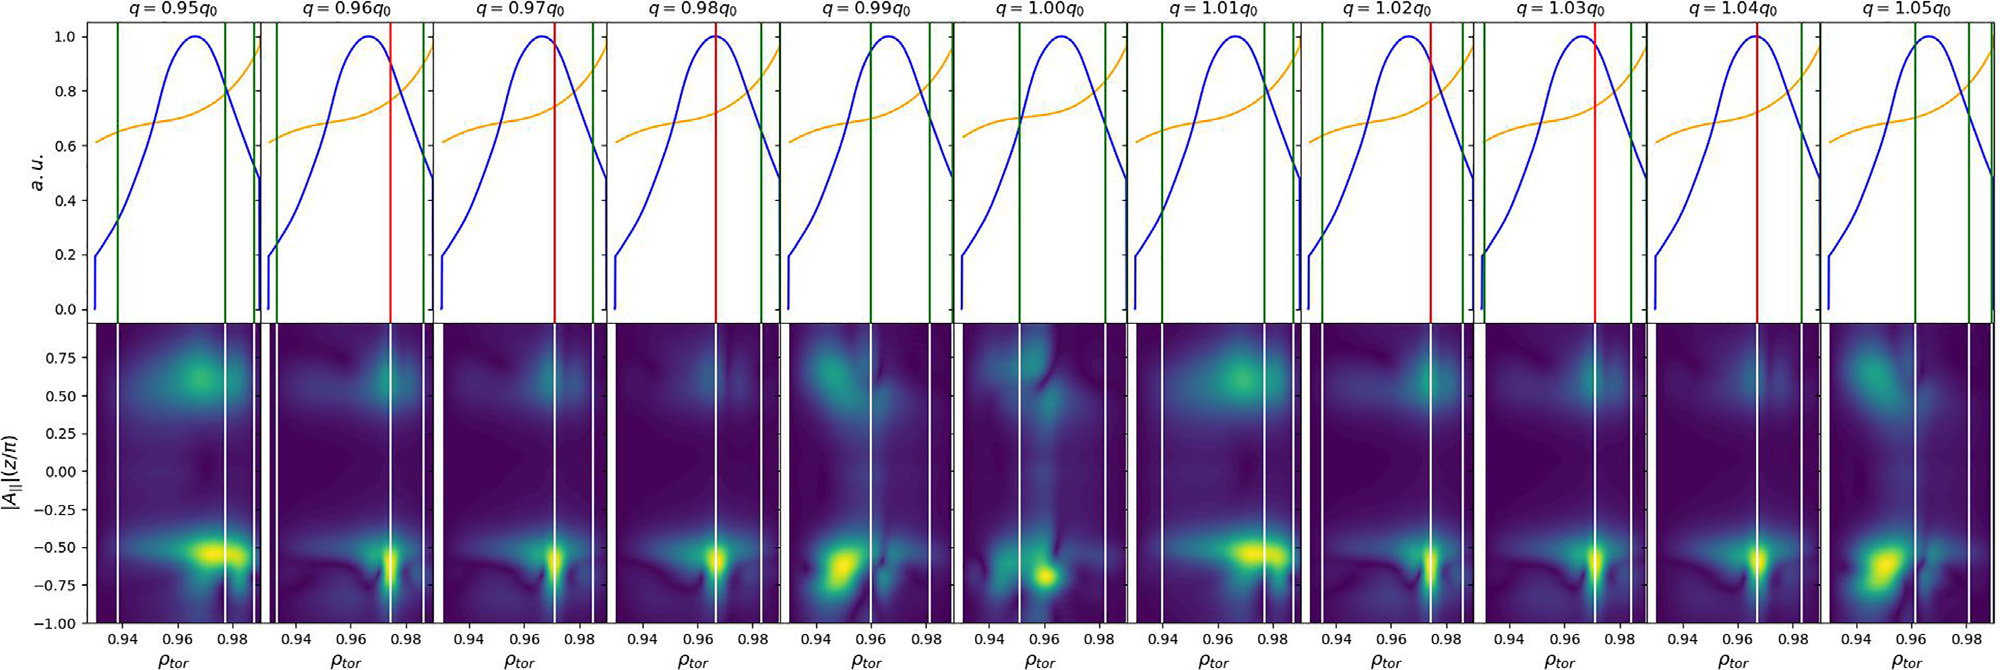 q = 0.95q₀ q = 0.96q₀ q = 0.97q₀ q = 0.98q₀ q = 0.99q₀ q = 1.00q₀ q = 1.01q₀ q = 1.02q₀ q = 1.03q₀ q = 1.04q₀ q = 1.05q₀
1.0
0.8
0.6
0.4
0.2
0.0
a.u.
0.75
0.50
0.25
0.00
−0.25
−0.50
−0.75
−1.00
|A||||(z/π)
0.94 0.96 0.98 0.94 0.96 0.98 0.94 0.96 0.98 0.94 0.96 0.98 0.94 0.96 0.98 0.94 0.96 0.98 0.94 0.96 0.98 0.94 0.96 0.98 0.94 0.96 0.98 0.94 0.96 0.98 0.94 0.96 0.98
ρtor ρtor ρtor ρtor ρtor ρtor ρtor ρtor ρtor ρtor ρtor